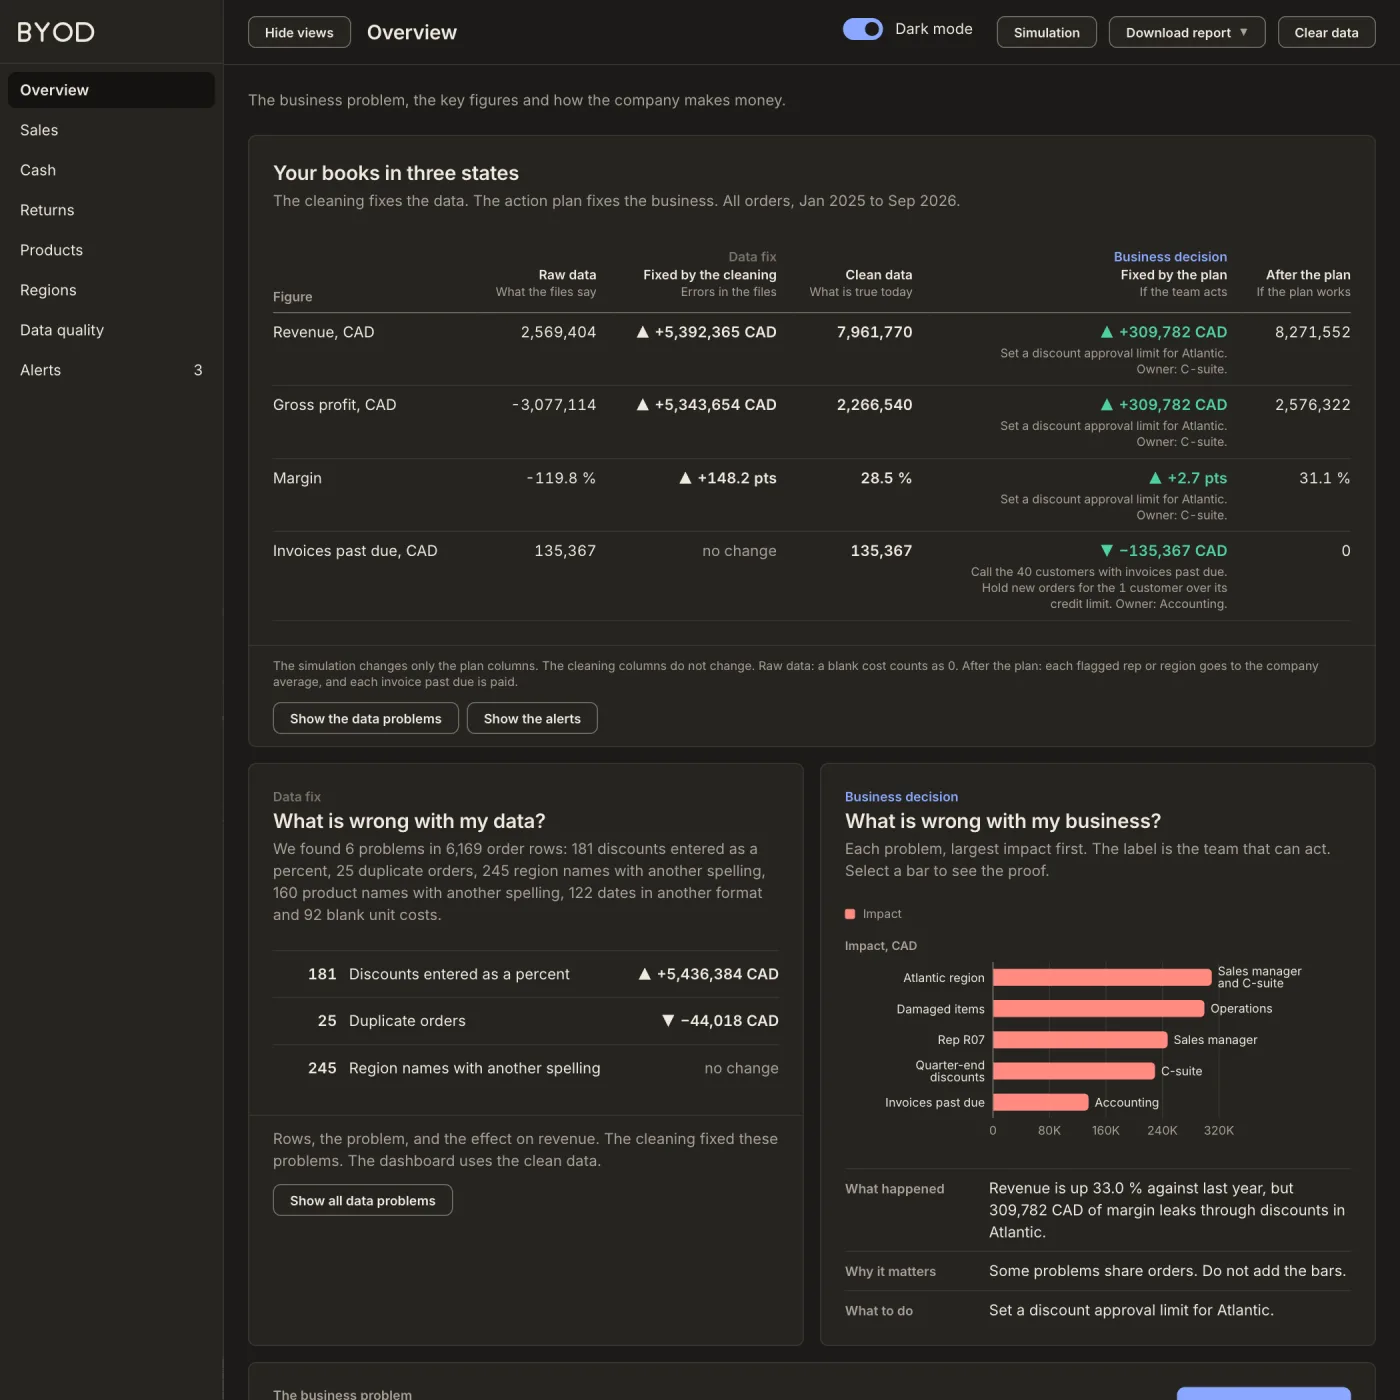 BYOD
Hide views
Overview
Dark mode
Simulation
Download report ▼
Clear data
Overview
Sales
Cash
Returns
Products
Regions
Data quality
Alerts 3
The business problem, the key figures and how the company makes money.
Your books in three states
The cleaning fixes the data. The action plan fixes the business. All orders, Jan 2025 to Sep 2026.
Data fix Business decision
Raw data Fixed by the cleaning Clean data Fixed by the plan After the plan
Figure What the files say Errors in the files What is true today If the team acts If the plan works
Revenue, CAD 2,569,404 ▲ +5,392,365 CAD 7,961,770 ▲ +309,782 CAD 8,271,552
Set a discount approval limit for Atlantic.
Owner: C-suite.
Gross profit, CAD -3,077,114 ▲ +5,343,654 CAD 2,266,540 ▲ +309,782 CAD 2,576,322
Set a discount approval limit for Atlantic.
Owner: C-suite.
Margin -119.8 % ▲ +148.2 pts 28.5 % ▲ +2.7 pts 31.1 %
Set a discount approval limit for Atlantic.
Owner: C-suite.
Invoices past due, CAD 135,367 no change 135,367 ▼ −135,367 CAD 0
Call the 40 customers with invoices past due.
Hold new orders for the 1 customer over its
credit limit. Owner: Accounting.
The simulation changes only the plan columns. The cleaning columns do not change. Raw data: a blank cost counts as 0. After the plan: each flagged rep or region goes to the company
average, and each invoice past due is paid.
Show the data problems
Show the alerts
Data fix
What is wrong with my data?
We found 6 problems in 6,169 order rows: 181 discounts entered as a
percent, 25 duplicate orders, 245 region names with another spelling,
160 product names with another spelling, 122 dates in another format
and 92 blank unit costs.
181 Discounts entered as a percent ▲ +5,436,384 CAD
25 Duplicate orders ▼ −44,018 CAD
245 Region names with another spelling no change
Rows, the problem, and the effect on revenue. The cleaning fixed these
problems. The dashboard uses the clean data.
Show all data problems
Business decision
What is wrong with my business?
Each problem, largest impact first. The label is the team that can act.
Select a bar to see the proof.
Impact
Impact, CAD
Atlantic region Sales manager
and C-suite
Damaged items Operations
Rep R07 Sales manager
Quarter-end
discounts C-suite
Invoices past due Accounting
0 80K 160K 240K 320K
What happened Revenue is up 33.0 % against last year, but
309,782 CAD of margin leaks through discounts in
Atlantic.
Why it matters Some problems share orders. Do not add the bars.
What to do Set a discount approval limit for Atlantic.
The business problem